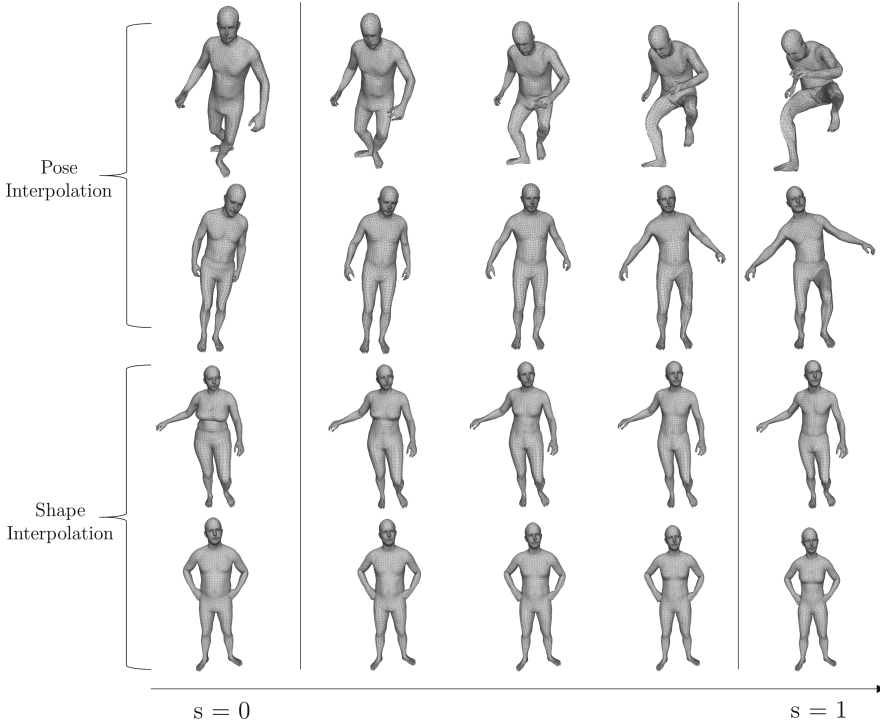 Pose
Interpolation
Shape
Interpolation
s = 0
s = 1